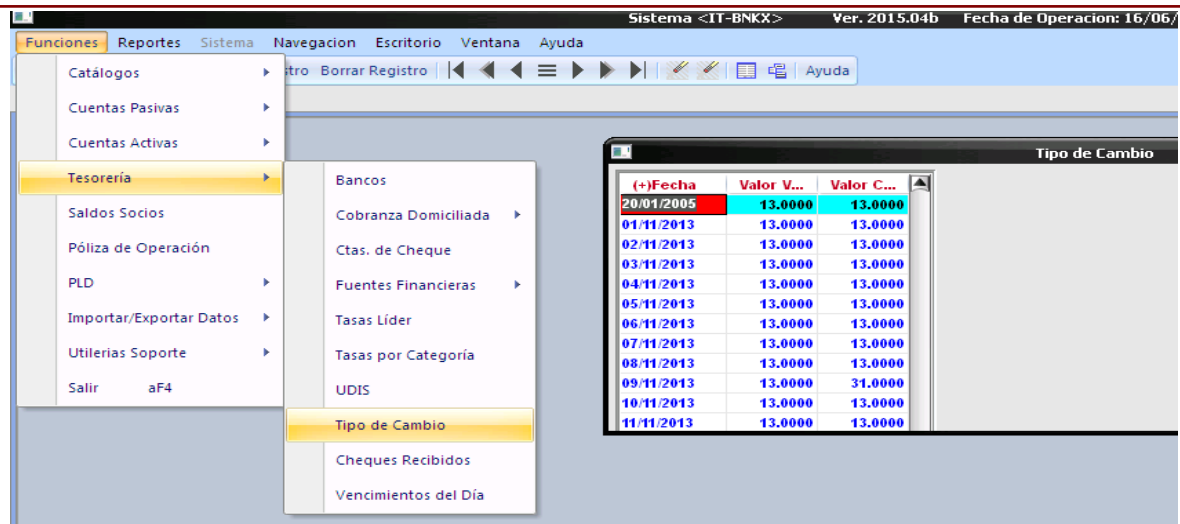 Sistema <IT-BNKX> Ver. 2015.04b Fecha de Operacion: 16/06/
Funciones Reportes Sistema Navegacion Escritorio Ventana Ayuda
stro Borrar Registro Ayuda
Catálogos
Cuentas Pasivas
Cuentas Activas
Tesorería
Saldos Socios
Póliza de Operación
PLD
Importar/Exportar Datos
Utilerias Soporte
Salir aF4
Bancos
Cobranza Domiciliada
Ctas. de Cheque
Fuentes Financieras
Tasas Líder
Tasas por Categoría
UDIS
Tipo de Cambio
Cheques Recibidos
Vencimientos del Día
Tipo de Cambio
(+)Fecha Valor V... Valor C...
20/01/2005 13.0000 13.0000
01/11/2013 13.0000 13.0000
02/11/2013 13.0000 13.0000
03/11/2013 13.0000 13.0000
04/11/2013 13.0000 13.0000
05/11/2013 13.0000 13.0000
06/11/2013 13.0000 13.0000
07/11/2013 13.0000 13.0000
08/11/2013 13.0000 13.0000
09/11/2013 13.0000 31.0000
10/11/2013 13.0000 13.0000
11/11/2013 13.0000 13.0000